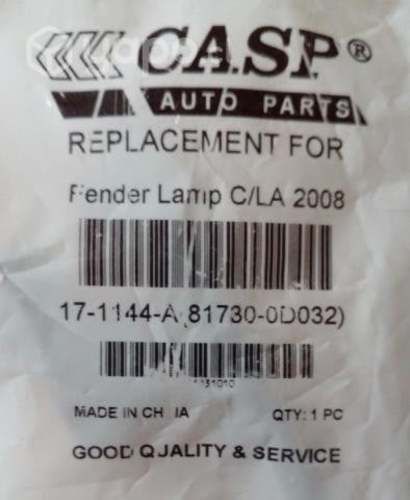 CASP®
AUTO PARTS
REPLACEMENT FOR
Fender Lamp C/LA 2008
17-1144-A (81730-0D032)
MADE IN CHINA
QTY: 1 PC
GOOD QUALITY & SERVICE